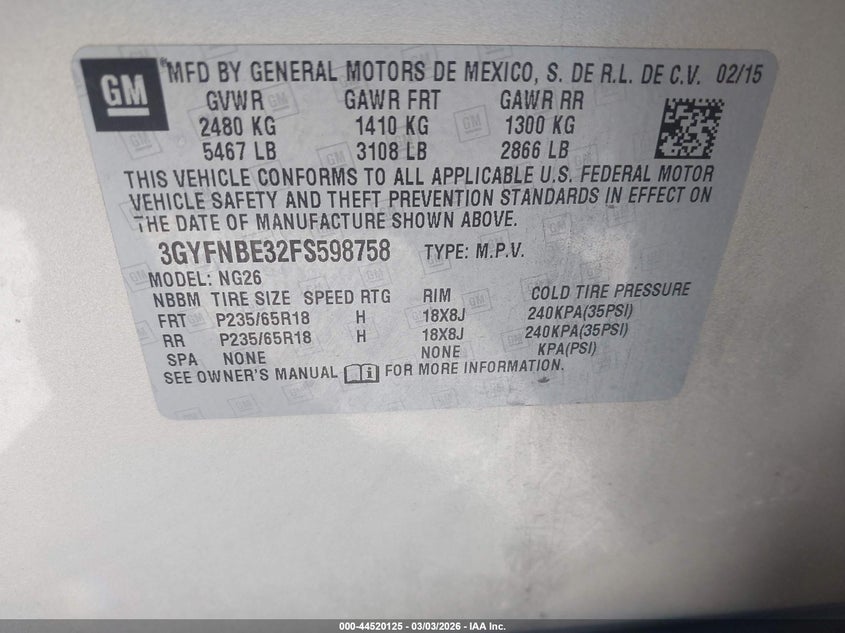 GM
®MFD BY GENERAL MOTORS DE MEXICO, S. DE R.L. DE C.V. 02/15
GVWR GAWR FRT GAWR RR
2480 KG 1410 KG 1300 KG
5467 LB 3108 LB 2866 LB
THIS VEHICLE CONFORMS TO ALL APPLICABLE U.S. FEDERAL MOTOR
VEHICLE SAFETY AND THEFT PREVENTION STANDARDS IN EFFECT ON
THE DATE OF MANUFACTURE SHOWN ABOVE.
3GYFNBE32FS598758 TYPE: M.P.V.
MODEL: NG26
NBBM TIRE SIZE SPEED RTG RIM COLD TIRE PRESSURE
FRT P235/65R18 H 18X8J 240KPA(35PSI)
RR P235/65R18 H 18X8J 240KPA(35PSI)
SPA NONE NONE KPA(PSI)
SEE OWNER'S MANUAL FOR MORE INFORMATION.
000-44520125 - 03/03/2026 - IAA Inc.